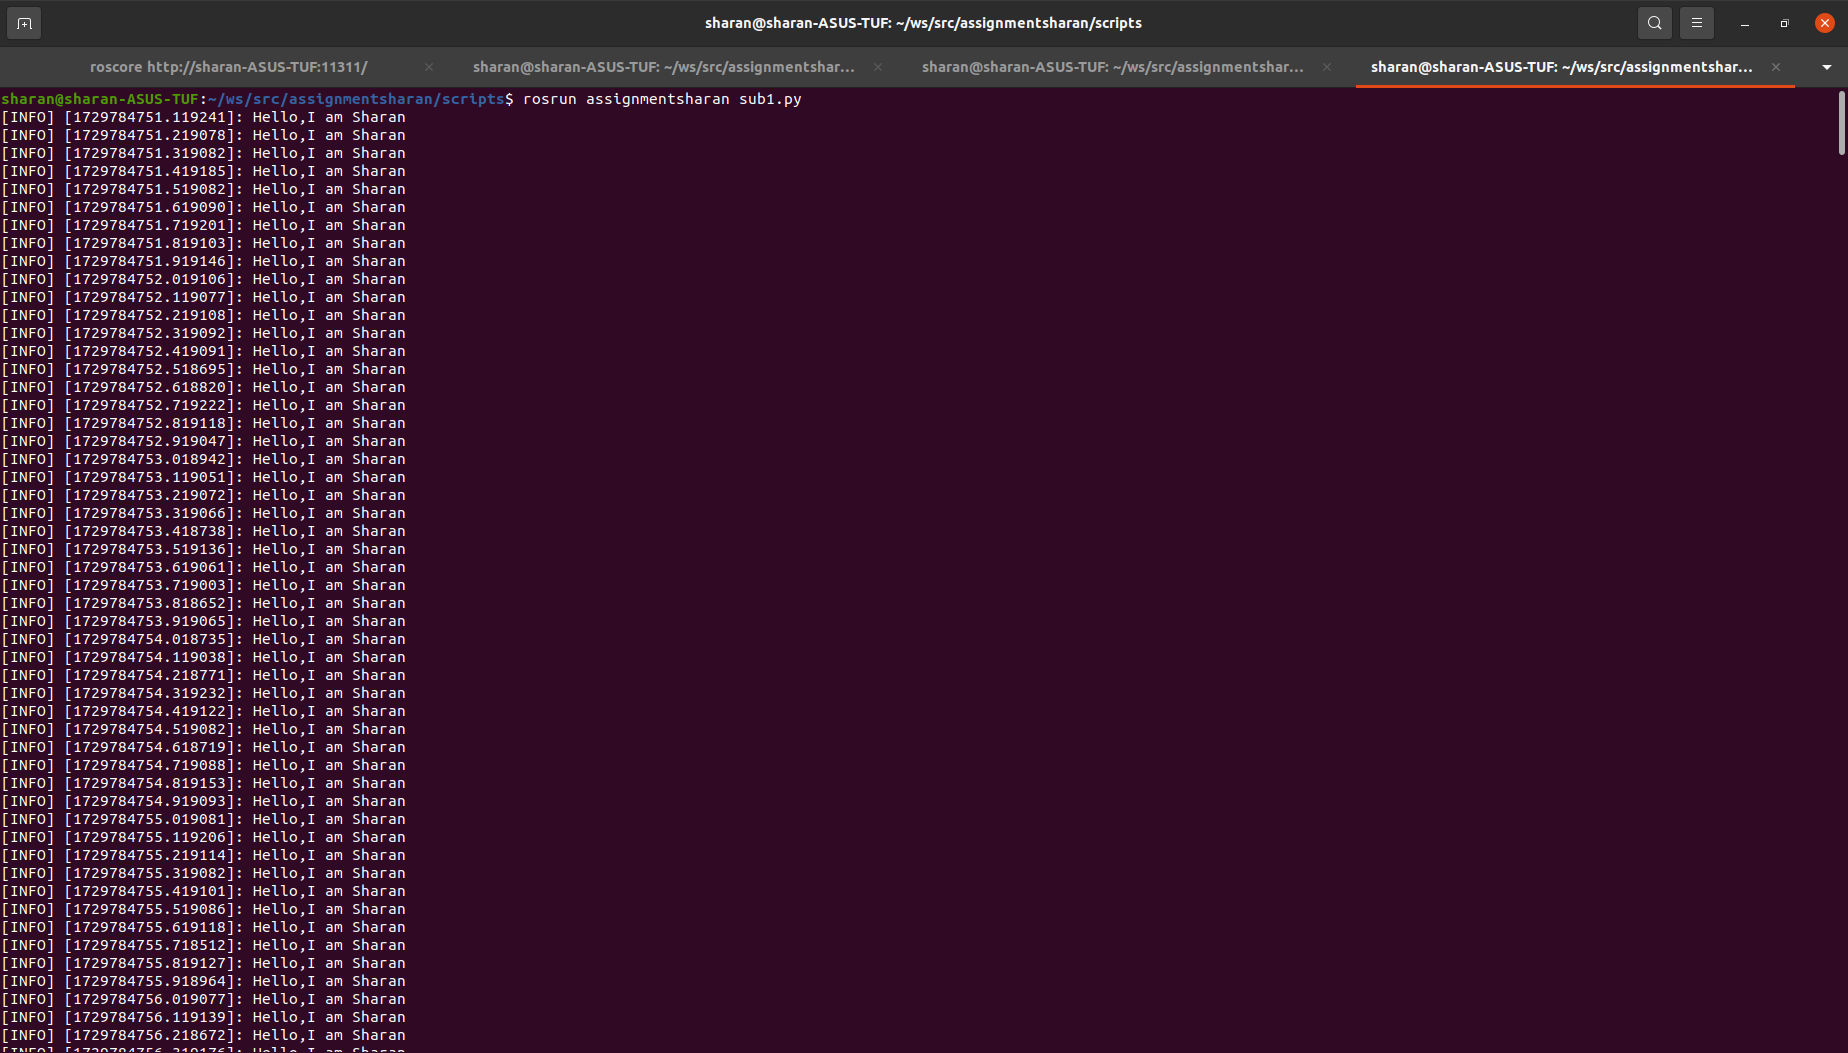 sharan@sharan-ASUS-TUF: ~/ws/src/assignmentsharan/scripts
roscore http://sharan-ASUS-TUF:11311/
sharan@sharan-ASUS-TUF: ~/ws/src/assignmentshar...
sharan@sharan-ASUS-TUF: ~/ws/src/assignmentshar...
sharan@sharan-ASUS-TUF: ~/ws/src/assignmentshar...
sharan@sharan-ASUS-TUF:~/ws/src/assignmentsharan/scripts$ rosrun assignmentsharan sub1.py
[INFO] [1729784751.119241]: Hello,I am Sharan
[INFO] [1729784751.219078]: Hello,I am Sharan
[INFO] [1729784751.319082]: Hello,I am Sharan
[INFO] [1729784751.419185]: Hello,I am Sharan
[INFO] [1729784751.519082]: Hello,I am Sharan
[INFO] [1729784751.619090]: Hello,I am Sharan
[INFO] [1729784751.719201]: Hello,I am Sharan
[INFO] [1729784751.819103]: Hello,I am Sharan
[INFO] [1729784751.919146]: Hello,I am Sharan
[INFO] [1729784752.019106]: Hello,I am Sharan
[INFO] [1729784752.119077]: Hello,I am Sharan
[INFO] [1729784752.219108]: Hello,I am Sharan
[INFO] [1729784752.319092]: Hello,I am Sharan
[INFO] [1729784752.419091]: Hello,I am Sharan
[INFO] [1729784752.518695]: Hello,I am Sharan
[INFO] [1729784752.618820]: Hello,I am Sharan
[INFO] [1729784752.719222]: Hello,I am Sharan
[INFO] [1729784752.819118]: Hello,I am Sharan
[INFO] [1729784752.919047]: Hello,I am Sharan
[INFO] [1729784753.018942]: Hello,I am Sharan
[INFO] [1729784753.119051]: Hello,I am Sharan
[INFO] [1729784753.219072]: Hello,I am Sharan
[INFO] [1729784753.319066]: Hello,I am Sharan
[INFO] [1729784753.418738]: Hello,I am Sharan
[INFO] [1729784753.519136]: Hello,I am Sharan
[INFO] [1729784753.619061]: Hello,I am Sharan
[INFO] [1729784753.719003]: Hello,I am Sharan
[INFO] [1729784753.818652]: Hello,I am Sharan
[INFO] [1729784753.919065]: Hello,I am Sharan
[INFO] [1729784754.018735]: Hello,I am Sharan
[INFO] [1729784754.119038]: Hello,I am Sharan
[INFO] [1729784754.218771]: Hello,I am Sharan
[INFO] [1729784754.319232]: Hello,I am Sharan
[INFO] [1729784754.419122]: Hello,I am Sharan
[INFO] [1729784754.519082]: Hello,I am Sharan
[INFO] [1729784754.618719]: Hello,I am Sharan
[INFO] [1729784754.719088]: Hello,I am Sharan
[INFO] [1729784754.819153]: Hello,I am Sharan
[INFO] [1729784754.919093]: Hello,I am Sharan
[INFO] [1729784755.019081]: Hello,I am Sharan
[INFO] [1729784755.119206]: Hello,I am Sharan
[INFO] [1729784755.219114]: Hello,I am Sharan
[INFO] [1729784755.319082]: Hello,I am Sharan
[INFO] [1729784755.419101]: Hello,I am Sharan
[INFO] [1729784755.519086]: Hello,I am Sharan
[INFO] [1729784755.619118]: Hello,I am Sharan
[INFO] [1729784755.718512]: Hello,I am Sharan
[INFO] [1729784755.819127]: Hello,I am Sharan
[INFO] [1729784755.918964]: Hello,I am Sharan
[INFO] [1729784756.019077]: Hello,I am Sharan
[INFO] [1729784756.119139]: Hello,I am Sharan
[INFO] [1729784756.218672]: Hello,I am Sharan
[INFO] [1729784756.319176]: Hello,I am Sharan